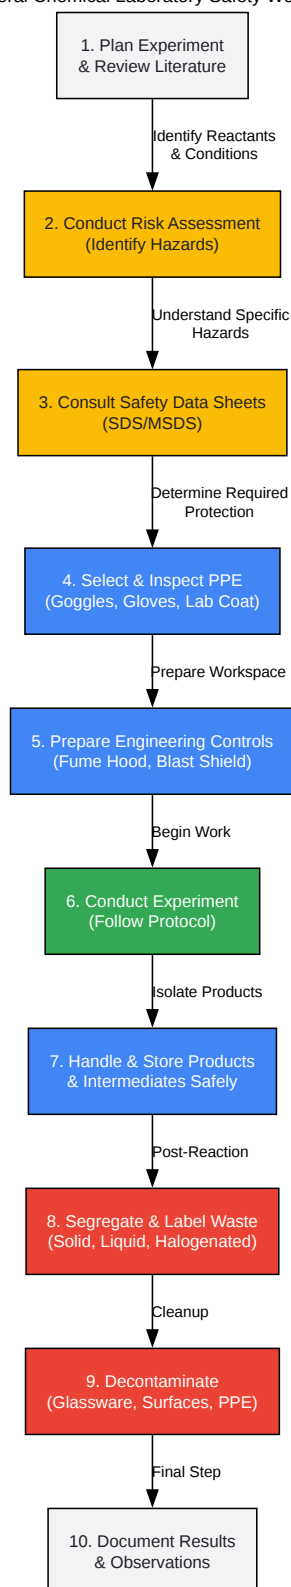 Chemical Laboratory Safety
1. Plan Experiment
& Review Literature
Identify Reactants
& Conditions
2. Conduct Risk Assessment
(Identify Hazards)
Understand Specific
Hazards
3. Consult Safety Data Sheets
(SDS/MSDS)
Determine Required
Protection
4. Select & Inspect PPE
(Goggles, Gloves, Lab Coat)
Prepare Workspace
5. Prepare Engineering Controls
(Fume Hood, Blast Shield)
Begin Work
6. Conduct Experiment
(Follow Protocol)
Isolate Products
7. Handle & Store Products
& Intermediates Safely
Post-Reaction
8. Segregate & Label Waste
(Solid, Liquid, Halogenated)
Cleanup
9. Decontaminate
(Glassware, Surfaces, PPE)
Final Step
10. Document Results
& Observations